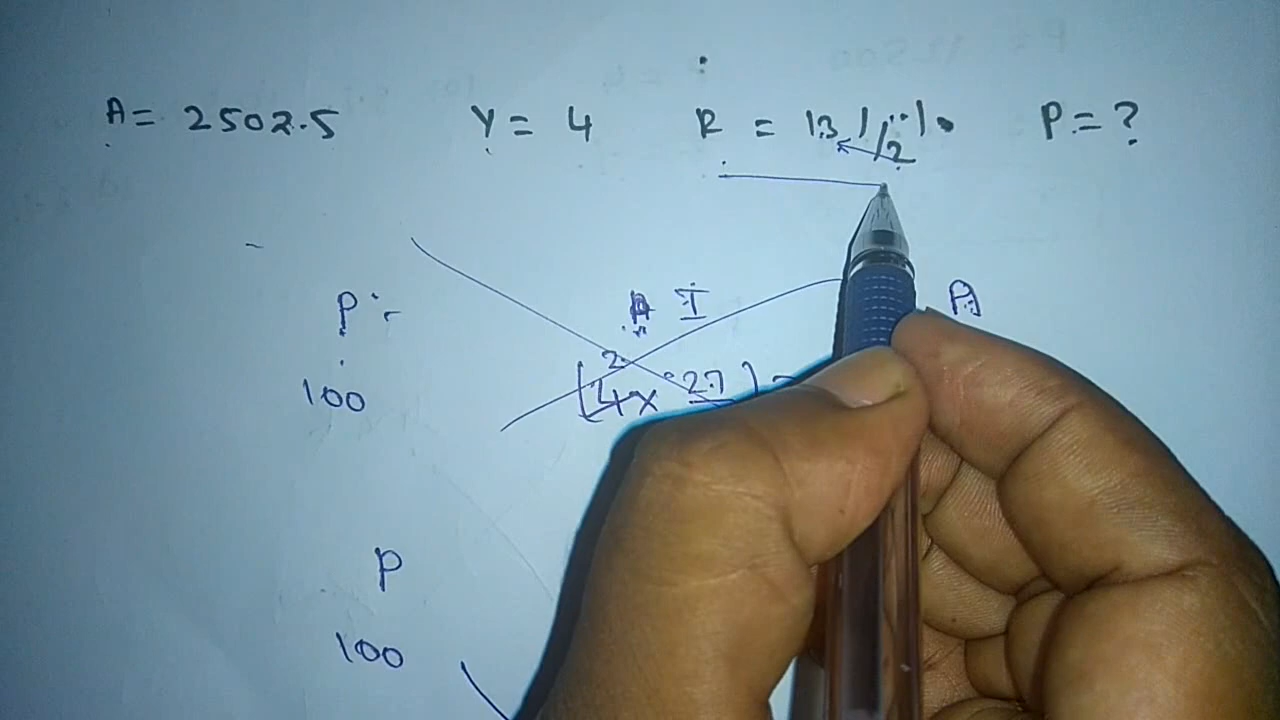 A = 2502.5 Y = 4 R = 13 1/2 % P = ?
P I A
100 (4 x 27)
P
100